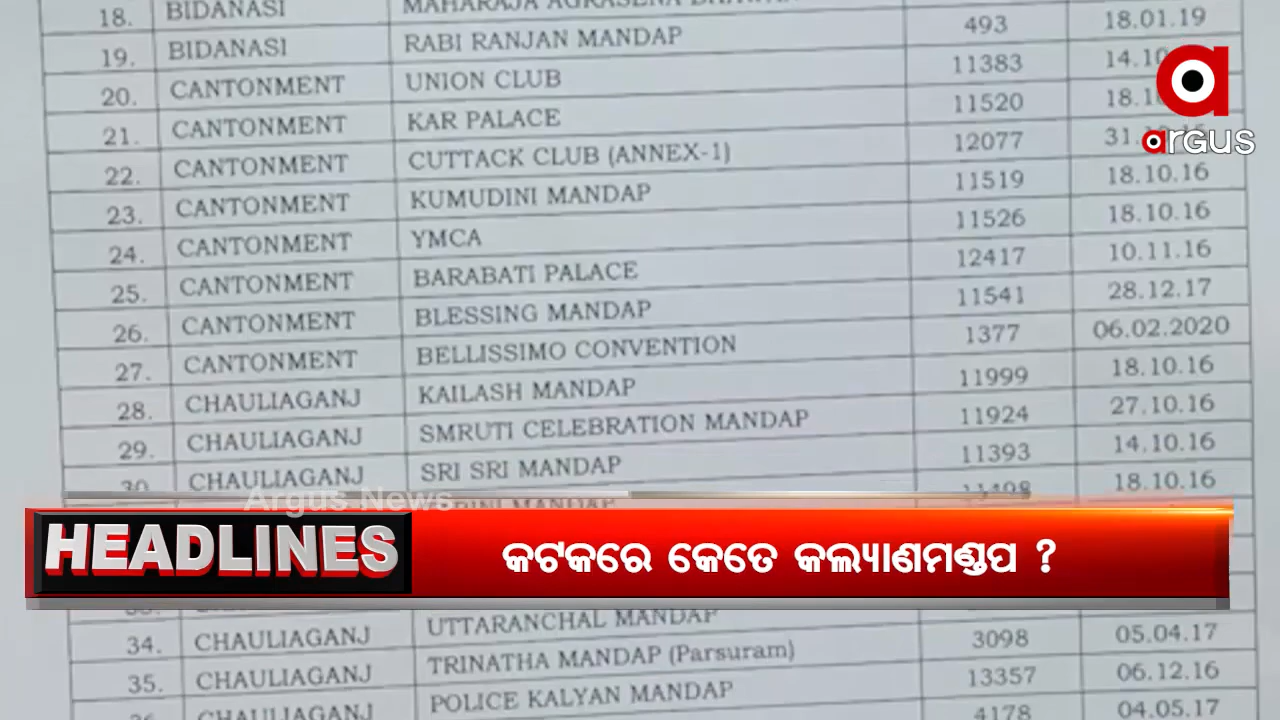 18. BIDANASI MAHARAJA AGRASENA
19. BIDANASI RABI RANJAN MANDAP 493 18.01.19
20. CANTONMENT UNION CLUB 11383 14.10
21. CANTONMENT KAR PALACE 11520 18.10
22. CANTONMENT CUTTACK CLUB (ANNEX-1) 12077 31.10.16
23. CANTONMENT KUMUDINI MANDAP 11519 18.10.16
24. CANTONMENT YMCA 11526 18.10.16
25. CANTONMENT BARABATI PALACE 12417 10.11.16
26. CANTONMENT BLESSING MANDAP 11541 28.12.17
27. CANTONMENT BELLISSIMO CONVENTION 1377 06.02.2020
28. CHAULIAGANJ KAILASH MANDAP 11999 18.10.16
29. CHAULIAGANJ SMRUTI CELEBRATION MANDAP 11924 27.10.16
30. CHAULIAGANJ SRI SRI MANDAP 11393 14.10.16
MANDAP 11498 18.10.16
34. CHAULIAGANJ UTTARANCHAL MANDAP
35. CHAULIAGANJ TRINATHA MANDAP (Parsuram) 3098 05.04.17
36. CHAULIAGANJ POLICE KALYAN MANDAP 13357 06.12.16
4178 04.05.17
argus
Argus News
HEADLINES
କଟକରେ କେତେ କଲ୍ୟାଣମଣ୍ଡପ ?